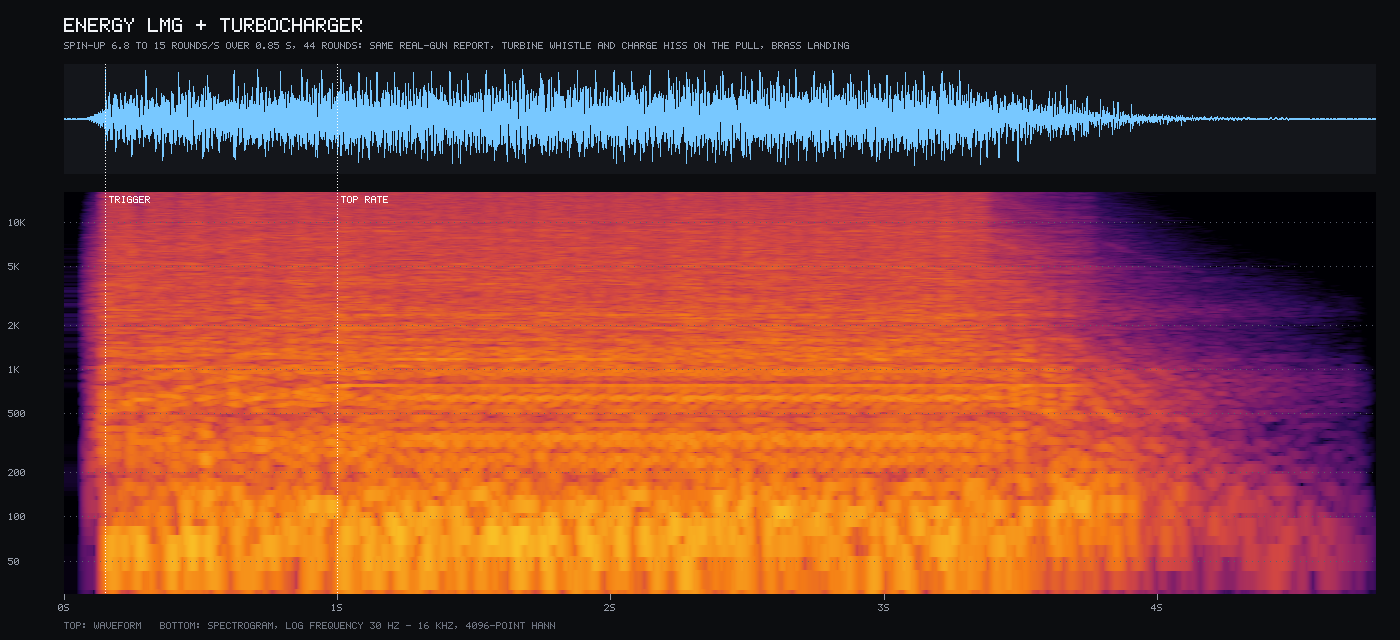 ENERGY LMG + TURBOCHARGER
SPIN-UP 6.8 TO 15 ROUNDS/S OVER 0.85 S, 44 ROUNDS: SAME REAL-GUN REPORT, TURBINE WHISTLE AND CHARGE HISS ON THE PULL, BRASS LANDING
TRIGGER TOP RATE
10K
5K
2K
1K
500
200
100
50
0S 1S 2S 3S 4S
TOP: WAVEFORM BOTTOM: SPECTROGRAM, LOG FREQUENCY 30 HZ - 16 KHZ, 4096-POINT HANN